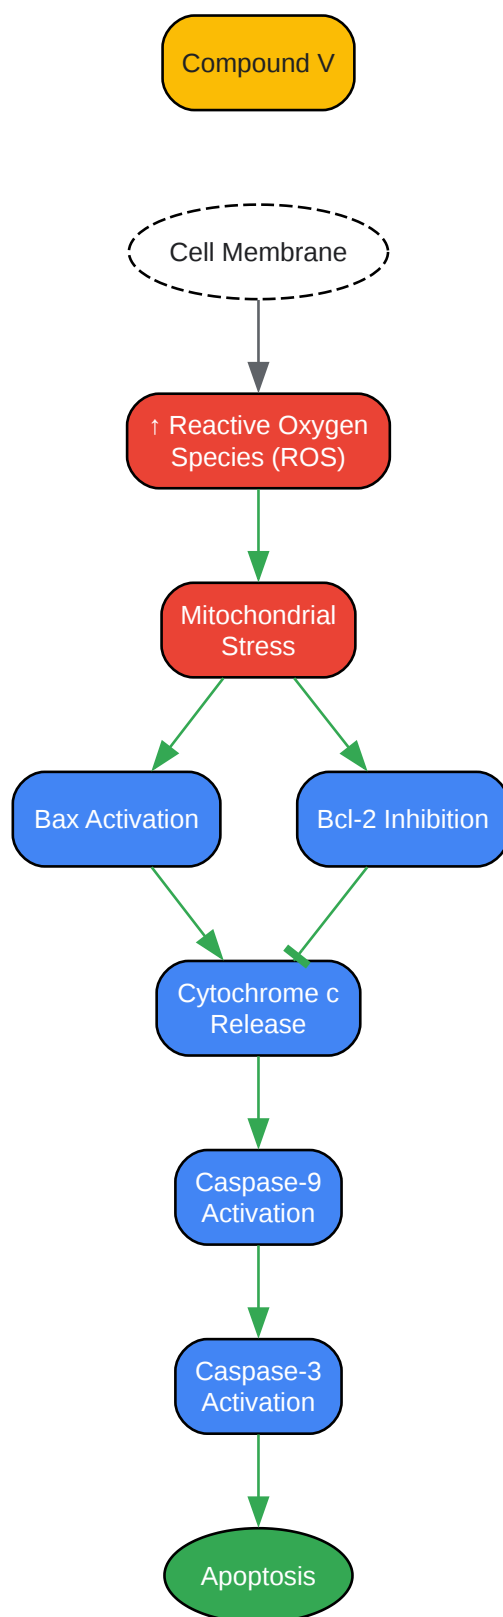 Compound V
Cell Membrane
↑ Reactive Oxygen
Species (ROS)
Mitochondrial
Stress
Bax Activation
Bcl-2 Inhibition
Cytochrome c
Release
Caspase-9
Activation
Caspase-3
Activation
Apoptosis